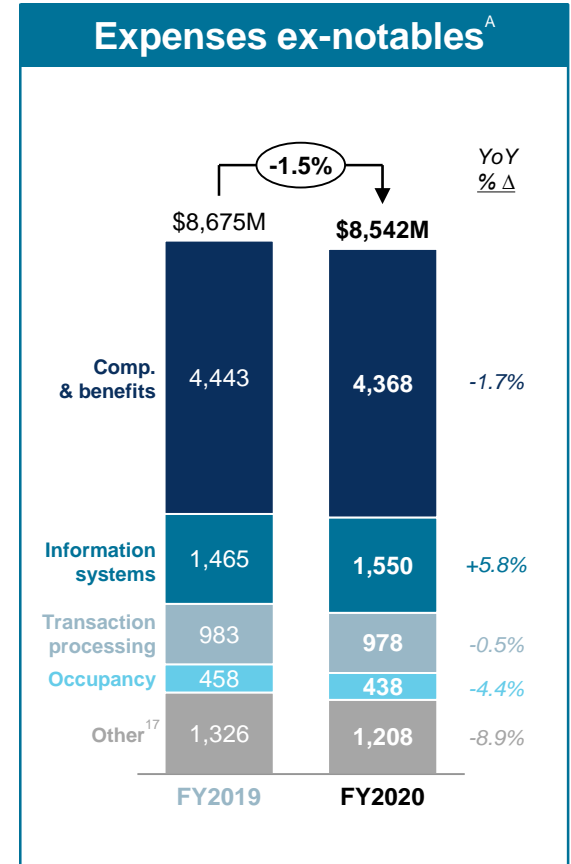 Expenses ex-notables A
YoY
% Δ
-1.5%
$8,675M
$8,542M
Comp.
& benefits
4,443
4,368
-1.7%
Information
systems
1,465
1,550
+5.8%
Transaction
processing
983
978
-0.5%
Occupancy
458
438
-4.4%
Other 17
1,326
1,208
-8.9%
FY2019
FY2020